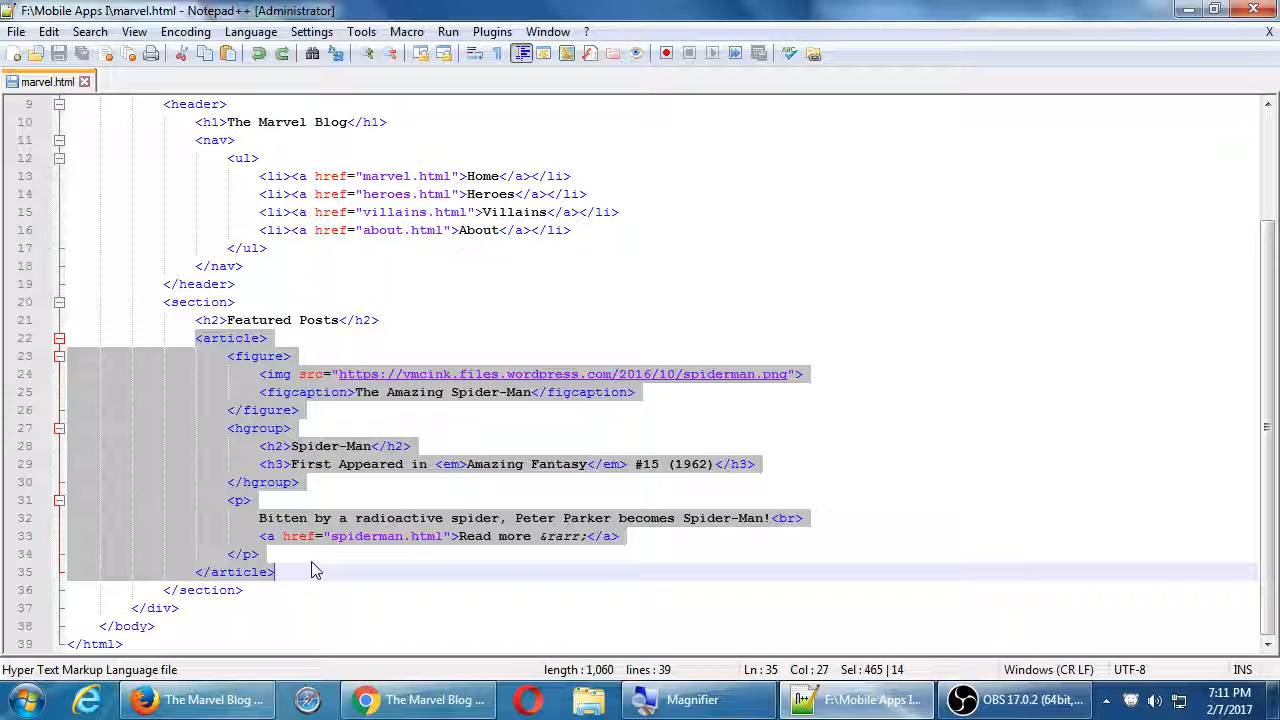 F:\Mobile Apps I\marvel.html - Notepad++ [Administrator]
File Edit Search View Encoding Language Settings Tools Macro Run Plugins Window ? X
marvel.html
9 <header>
10 <h1>The Marvel Blog</h1>
11 <nav>
12 <ul>
13 <li><a href="marvel.html">Home</a></li>
14 <li><a href="heroes.html">Heroes</a></li>
15 <li><a href="villains.html">Villains</a></li>
16 <li><a href="about.html">About</a></li>
17 </ul>
18 </nav>
19 </header>
20 <section>
21 <h2>Featured Posts</h2>
22 <article>
23 <figure>
24 <img src="https://vmcink.files.wordpress.com/2016/10/spiderman.png">
25 <figcaption>The Amazing Spider-Man</figcaption>
26 </figure>
27 <hgroup>
28 <h2>Spider-Man</h2>
29 <h3>First Appeared in <em>Amazing Fantasy</em> #15 (1962)</h3>
30 </hgroup>
31 <p>
32 Bitten by a radioactive spider, Peter Parker becomes Spider-Man!<br>
33 <a href="spiderman.html">Read more &rarr;</a>
34 </p>
35 </article>
36 </section>
37 </div>
38 </body>
39 </html>
Hyper Text Markup Language file length : 1,060 lines : 39 Ln : 35 Col : 27 Sel : 465 | 14 Windows (CR LF) UTF-8 INS
The Marvel Blog ... The Marvel Blog ... Magnifier F:\Mobile Apps I... OBS 17.0.2 (64bit,... 7:11 PM
2/7/2017